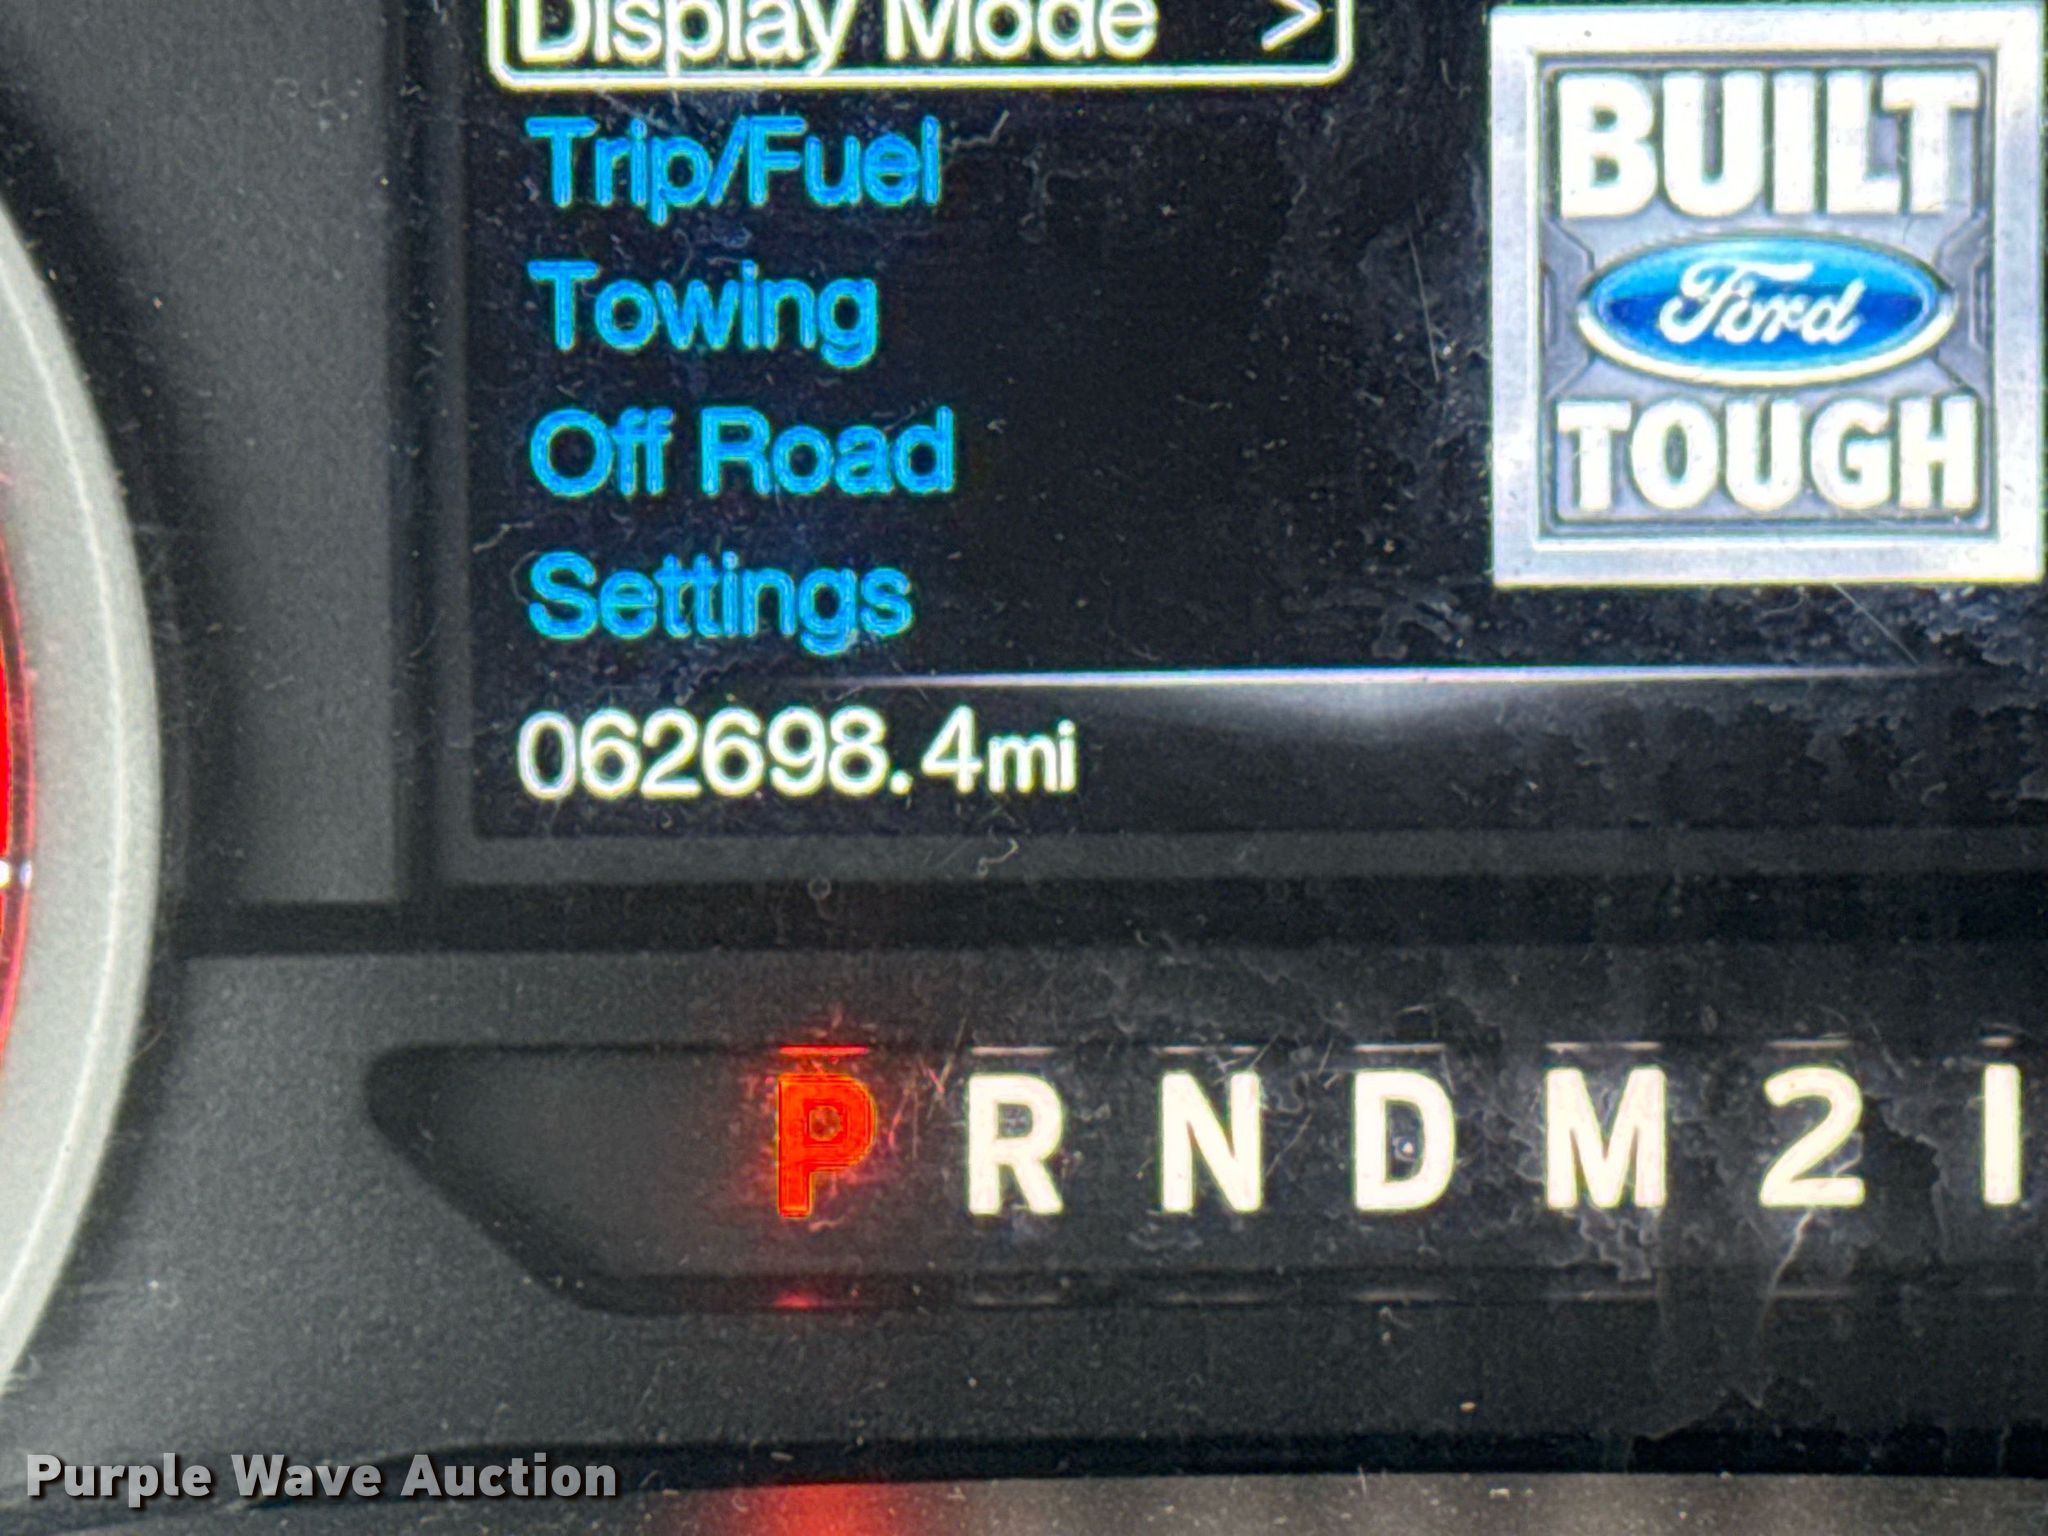 Display Mode >
Trip/Fuel
Towing
Off Road
Settings
BUILT
Ford
TOUGH
062698.4mi
P R N D M 2 1
Purple Wave Auction